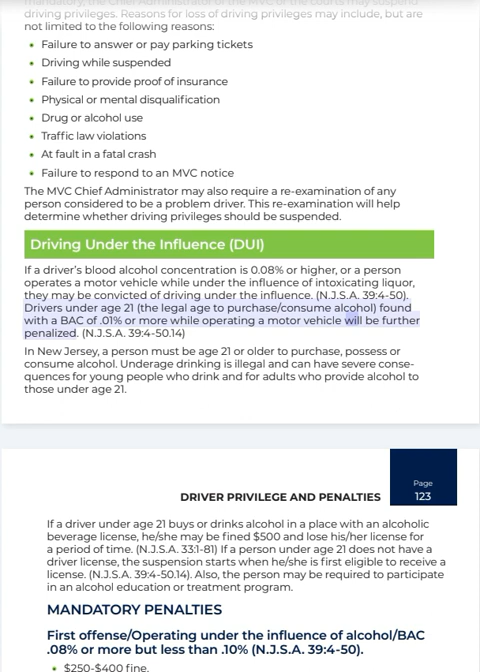 mandatory, the Chief Administrator of the MVC or the courts may suspend
driving privileges. Reasons for loss of driving privileges may include, but are
not limited to the following reasons:
• Failure to answer or pay parking tickets
• Driving while suspended
• Failure to provide proof of insurance
• Physical or mental disqualification
• Drug or alcohol use
• Traffic law violations
• At fault in a fatal crash
• Failure to respond to an MVC notice
The MVC Chief Administrator may also require a re-examination of any
person considered to be a problem driver. This re-examination will help
determine whether driving privileges should be suspended.
Driving Under the Influence (DUI)
If a driver's blood alcohol concentration is 0.08% or higher, or a person
operates a motor vehicle while under the influence of intoxicating liquor,
they may be convicted of driving under the influence. (N.J.S.A. 39:4-50).
Drivers under age 21 (the legal age to purchase/consume alcohol) found
with a BAC of .01% or more while operating a motor vehicle will be further
penalized. (N.J.S.A. 39:4-50.14)
In New Jersey, a person must be age 21 or older to purchase, possess or
consume alcohol. Underage drinking is illegal and can have severe conse-
quences for young people who drink and for adults who provide alcohol to
those under age 21.
Page
DRIVER PRIVILEGE AND PENALTIES 123
If a driver under age 21 buys or drinks alcohol in a place with an alcoholic
beverage license, he/she may be fined $500 and lose his/her license for
a period of time. (N.J.S.A. 33:1-81) If a person under age 21 does not have a
driver license, the suspension starts when he/she is first eligible to receive a
license. (N.J.S.A. 39:4-50.14). Also, the person may be required to participate
in an alcohol education or treatment program.
MANDATORY PENALTIES
First offense/Operating under the influence of alcohol/BAC
.08% or more but less than .10% (N.J.S.A. 39:4-50).
• $250-$400 fine.